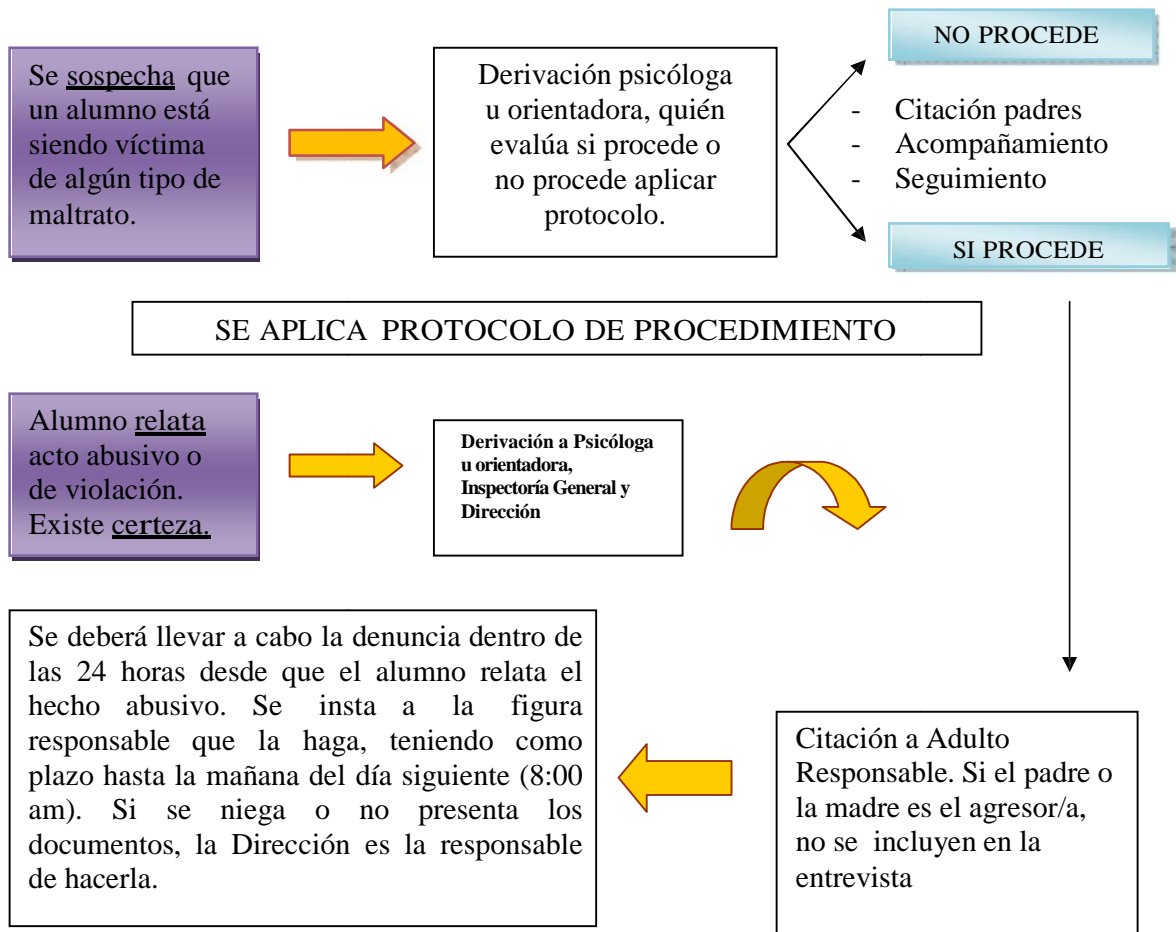 Se sospecha que
un alumno está
siendo víctima
de algún tipo de
maltrato.
Derivación psicóloga
u orientadora, quién
evalúa si procede o
no procede aplicar
protocolo.
NO PROCEDE
- Citación padres
- Acompañamiento
- Seguimiento
SI PROCEDE
SE APLICA PROTOCOLO DE PROCEDIMIENTO
Alumno relata
acto abusivo o
de violación.
Existe certeza.
Derivación a Psicóloga
u orientadora,
Inspectoría General y
Dirección
Citación a Adulto
Responsable. Si el padre o
la madre es el agresor/a,
no se incluyen en la
entrevista
Se deberá llevar a cabo la denuncia dentro de
las 24 horas desde que el alumno relata el
hecho abusivo. Se insta a la figura
responsable que la haga, teniendo como
plazo hasta la mañana del día siguiente (8:00
am). Si se niega o no presenta los
documentos, la Dirección es la responsable
de hacerla.